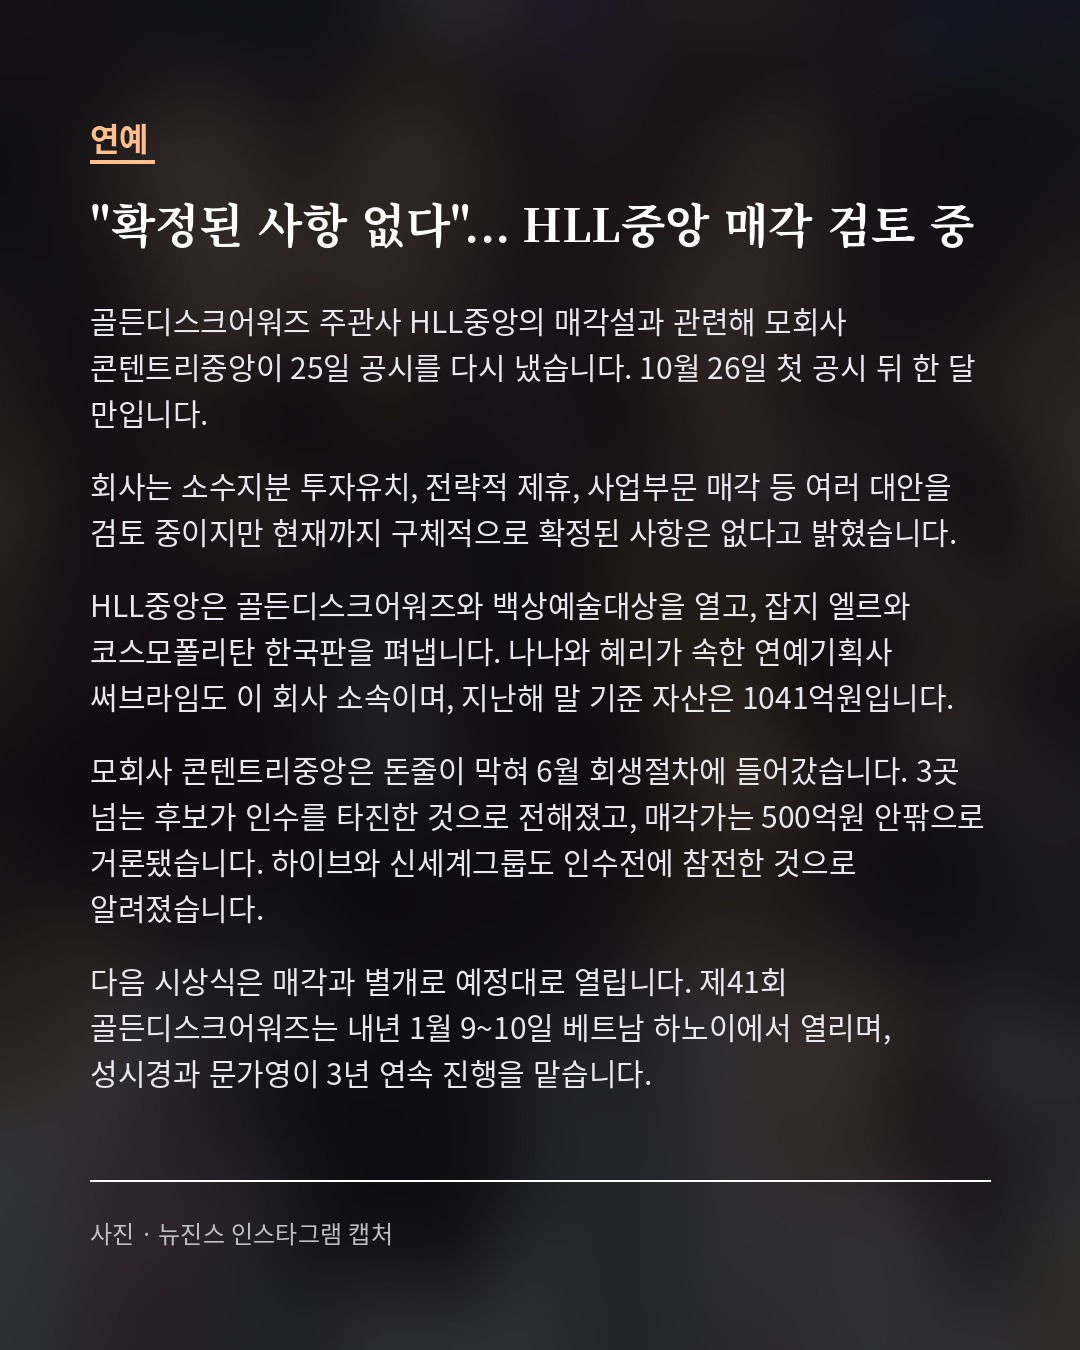 연예
"확정된 사항 없다"... HLL중앙 매각 검토 중
골든디스크어워즈 주관사 HLL중앙의 매각설과 관련해 모회사
콘텐트리중앙이 25일 공시를 다시 냈습니다. 10월 26일 첫 공시 뒤 한 달
만입니다.
회사는 소수지분 투자유치, 전략적 제휴, 사업부문 매각 등 여러 대안을
검토 중이지만 현재까지 구체적으로 확정된 사항은 없다고 밝혔습니다.
HLL중앙은 골든디스크어워즈와 백상예술대상을 열고, 잡지 엘르와
코스모폴리탄 한국판을 펴냅니다. 나나와 혜리가 속한 연예기획사
써브라임도 이 회사 소속이며, 지난해 말 기준 자산은 1041억원입니다.
모회사 콘텐트리중앙은 돈줄이 막혀 6월 회생절차에 들어갔습니다. 3곳
넘는 후보가 인수를 타진한 것으로 전해졌고, 매각가는 500억원 안팎으로
거론됐습니다. 하이브와 신세계그룹도 인수전에 참전한 것으로
알려졌습니다.
다음 시상식은 매각과 별개로 예정대로 열립니다. 제41회
골든디스크어워즈는 내년 1월 9~10일 베트남 하노이에서 열리며,
성시경과 문가영이 3년 연속 진행을 맡습니다.
사진 · 뉴진스 인스타그램 캡처